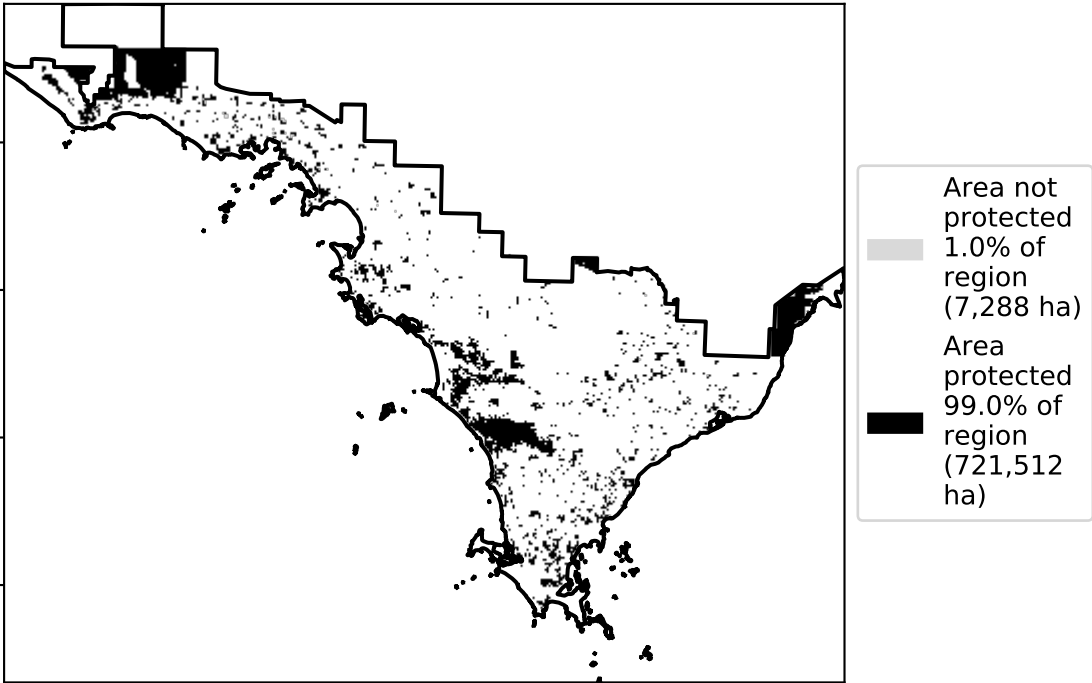 Area not
protected
1.0% of
region
(7,288 ha)
Area
protected
99.0% of
region
(721,512
ha)